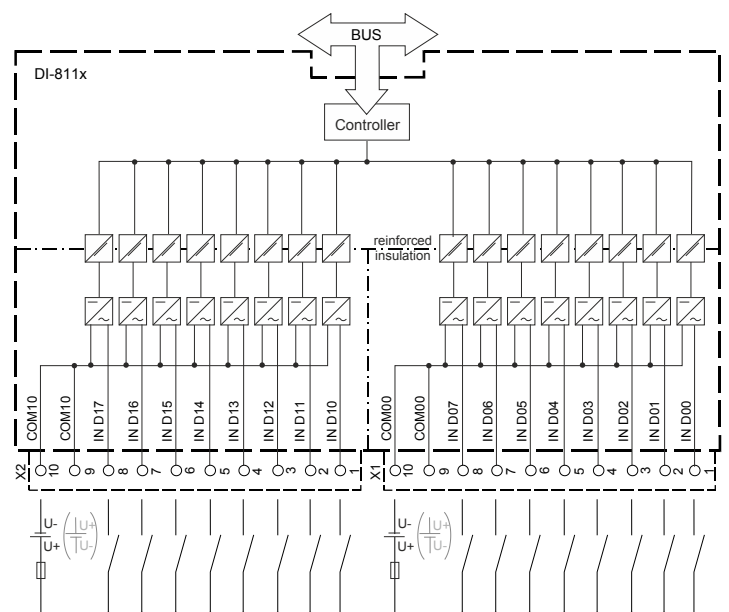 BUS
DI-811x
Controller
reinforced
insulation
COM10
COM10
IN D17
IN D16
IN D15
IN D14
IN D13
IN D12
IN D11
IN D10
COM00
COM00
IN D07
IN D06
IN D05
IN D04
IN D03
IN D02
IN D01
IN D00
X2
10
9
8
7
6
5
4
3
2
1
X1
10
9
8
7
6
5
4
3
2
1
U-
U+
U+
U-
U-
U+
U+
U-